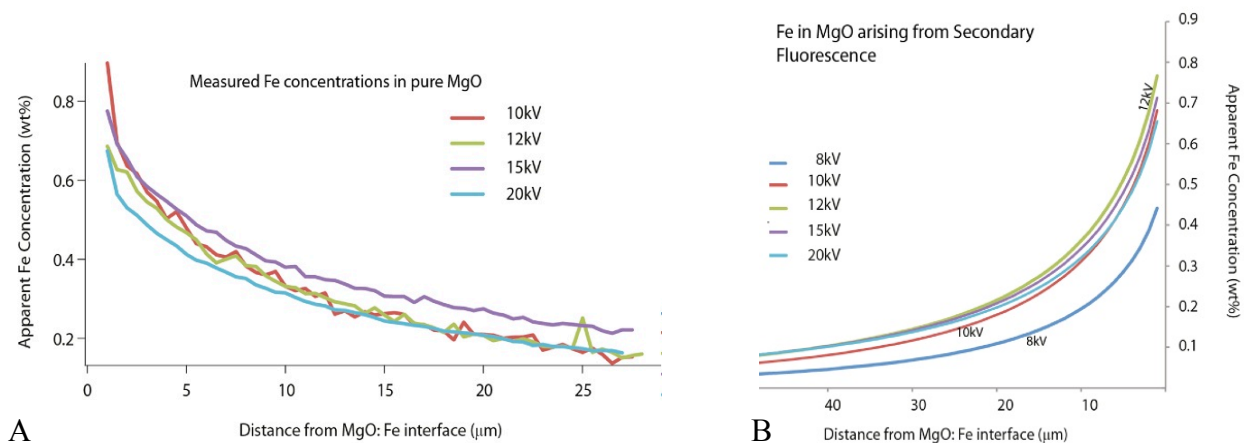 Measured Fe concentrations in pure MgO
10kV
12kV
15kV
20kV
Apparent Fe Concentration (wt%)
0.8
0.6
0.4
0.2
0
5
10
15
20
25
Distance from MgO: Fe interface (μm)
A
Fe in MgO arising from Secondary
Fluorescence
8kV
10kV
12kV
15kV
20kV
12kV
10kV
8kV
0.9
0.8
0.7
0.6
0.5
0.4
0.3
0.2
0.1
Apparent Fe Concentration (wt%)
40
30
20
10
Distance from MgO: Fe interface (μm)
B